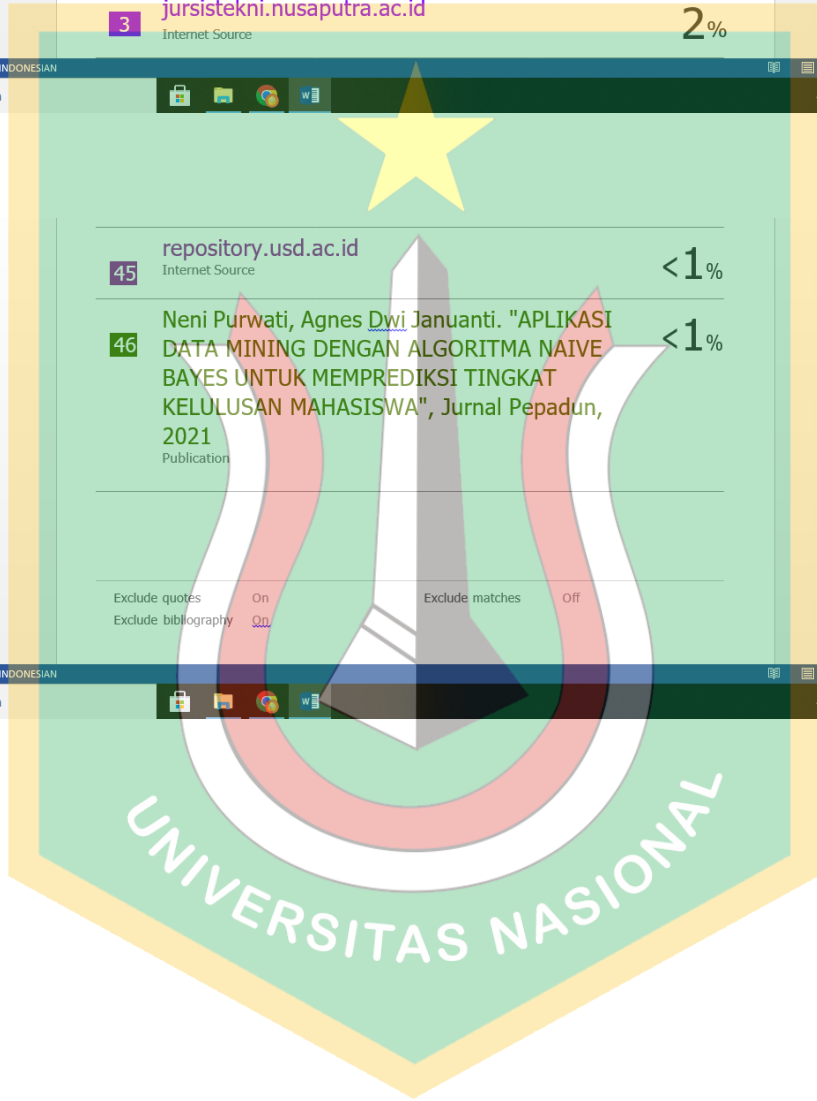 jursistekni.nusaputra.ac.id
3
Internet Source
2%
INDONESIAN
repository.usd.ac.id
45
Internet Source
<1%
Neni Purwati, Agnes Dwi Januanti. "APLIKASI
46
DATA MINING DENGAN ALGORITMA NAIVE
<1%
BAYES UNTUK MEMPREDIKSI TINGKAT
KELULUSAN MAHASISWA", Jurnal Pepadun,
2021
Publication
Exclude quotes On Exclude matches Off
Exclude bibliography On
INDONESIAN
UNIVERSITAS NASIONAL